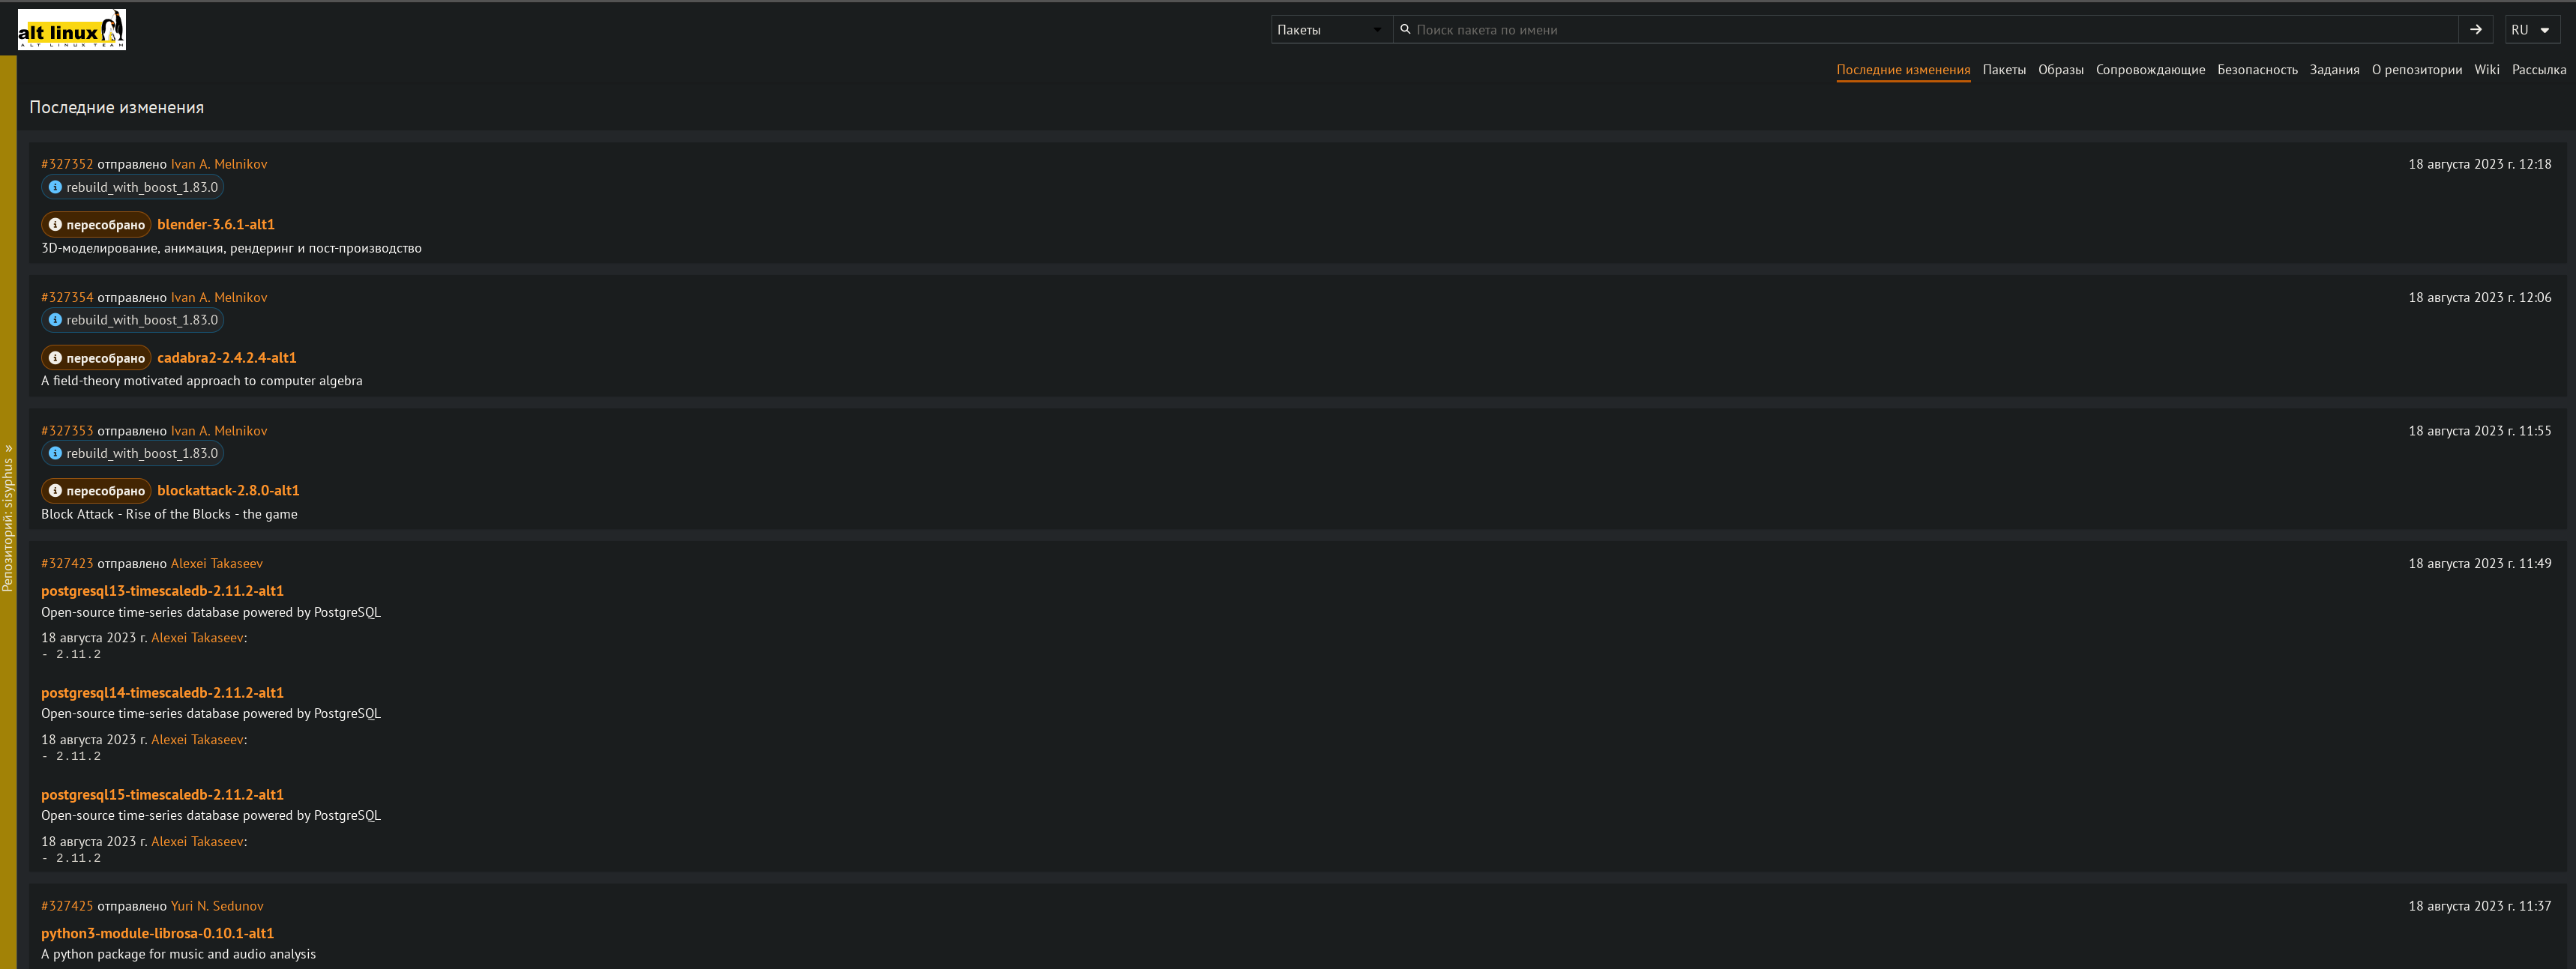 alt linux
ALT LINUX TEAM
Пакеты
Поиск пакета по имени
RU
Последние изменения Пакеты Образы Сопровождающие Безопасность Задания О репозитории Wiki Рассылка
Последние изменения
Репозиторий: sisyphus »
#327352 отправлено Ivan A. Melnikov 18 августа 2023 г. 12:18
rebuild_with_boost_1.83.0
пересобрано blender-3.6.1-alt1
3D-моделирование, анимация, рендеринг и пост-производство
#327354 отправлено Ivan A. Melnikov 18 августа 2023 г. 12:06
rebuild_with_boost_1.83.0
пересобрано cadabra2-2.4.2.4-alt1
A field-theory motivated approach to computer algebra
#327353 отправлено Ivan A. Melnikov 18 августа 2023 г. 11:55
rebuild_with_boost_1.83.0
пересобрано blockattack-2.8.0-alt1
Block Attack - Rise of the Blocks - the game
#327423 отправлено Alexei Takaseev 18 августа 2023 г. 11:49
postgresql13-timescaledb-2.11.2-alt1
Open-source time-series database powered by PostgreSQL
18 августа 2023 г. Alexei Takaseev:
- 2.11.2
postgresql14-timescaledb-2.11.2-alt1
Open-source time-series database powered by PostgreSQL
18 августа 2023 г. Alexei Takaseev:
- 2.11.2
postgresql15-timescaledb-2.11.2-alt1
Open-source time-series database powered by PostgreSQL
18 августа 2023 г. Alexei Takaseev:
- 2.11.2
#327425 отправлено Yuri N. Sedunov 18 августа 2023 г. 11:37
python3-module-librosa-0.10.1-alt1
A python package for music and audio analysis